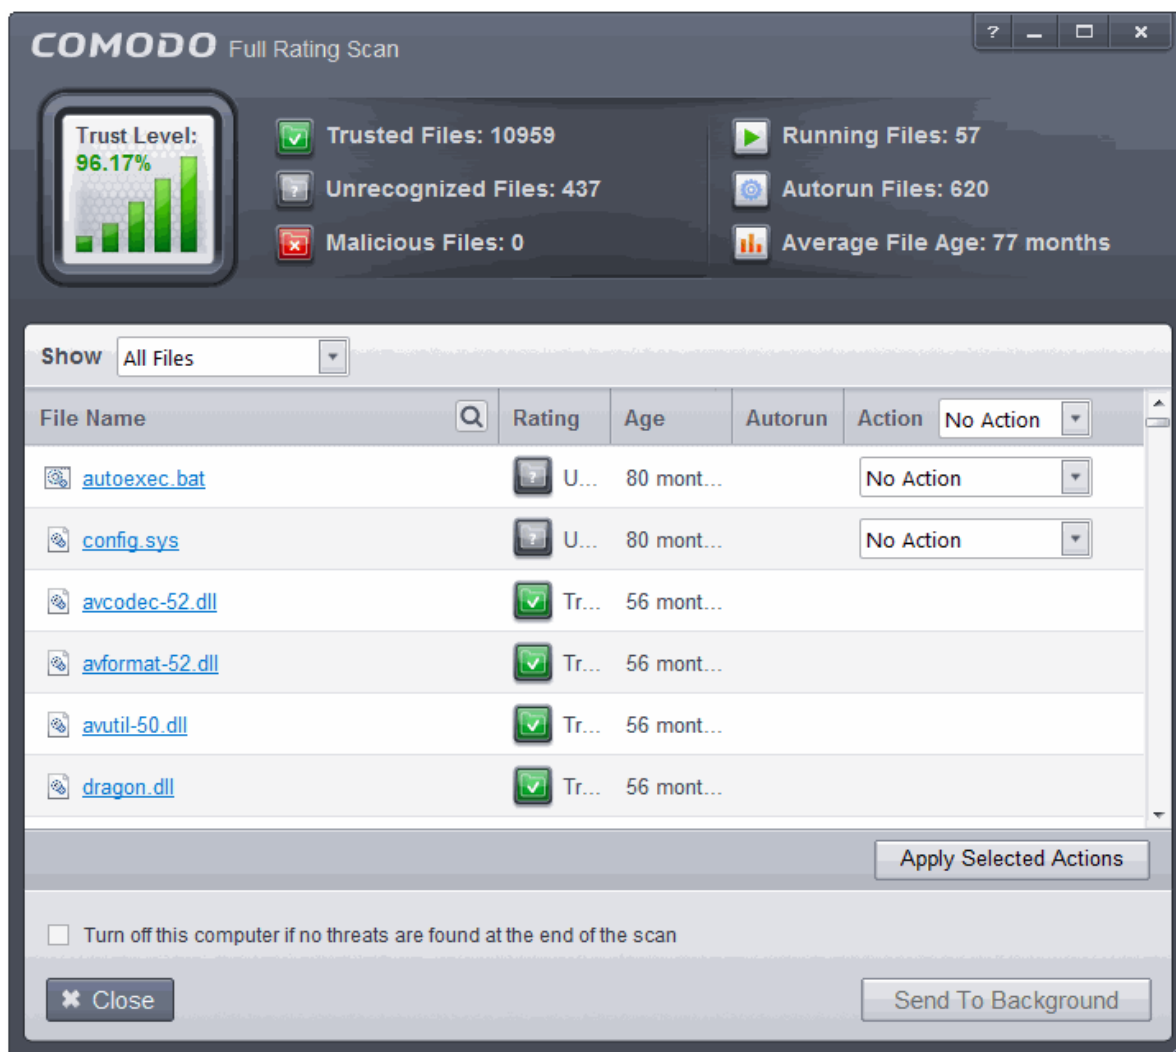 COMODO Full Rating Scan
Trust Level:
96.17%
Trusted Files: 10959
Unrecognized Files: 437
Malicious Files: 0
Running Files: 57
Autorun Files: 620
Average File Age: 77 months
Show All Files
File Name Rating Age Autorun Action No Action
autoexec.bat U... 80 mont... No Action
config.sys U... 80 mont... No Action
avcodec-52.dll Tr... 56 mont...
avformat-52.dll Tr... 56 mont...
avutil-50.dll Tr... 56 mont...
dragon.dll Tr... 56 mont...
Apply Selected Actions
Turn off this computer if no threats are found at the end of the scan
Close Send To Background